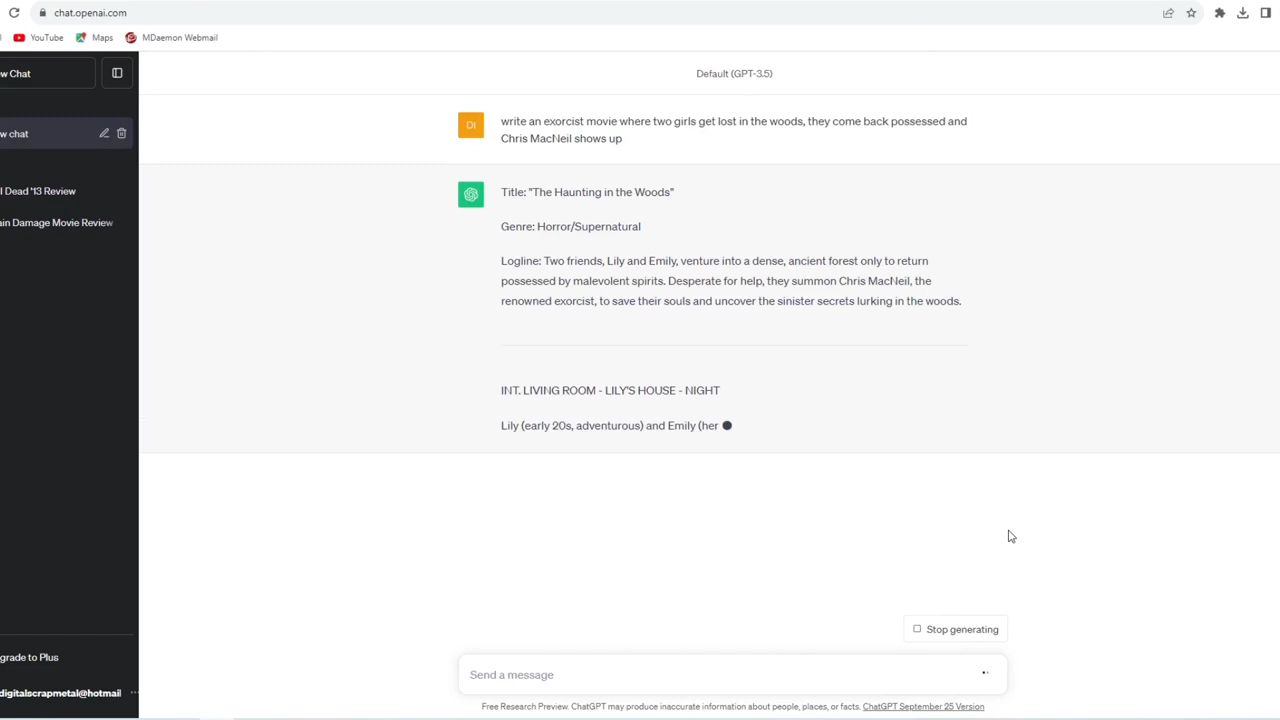 chat.openai.com
YouTube
Maps
MDaemon Webmail
w Chat
Default (GPT-3.5)
w chat
DI
write an exorcist movie where two girls get lost in the woods, they come back possessed and
Chris MacNeil shows up
l Dead '13 Review
ain Damage Movie Review
Title: "The Haunting in the Woods"
Genre: Horror/Supernatural
Logline: Two friends, Lily and Emily, venture into a dense, ancient forest only to return
possessed by malevolent spirits. Desperate for help, they summon Chris MacNeil, the
renowned exorcist, to save their souls and uncover the sinister secrets lurking in the woods.
INT. LIVING ROOM - LILY'S HOUSE - NIGHT
Lily (early 20s, adventurous) and Emily (her
Stop generating
grade to Plus
Send a message
digitalscrapmetal@hotmail
Free Research Preview. ChatGPT may produce inaccurate information about people, places, or facts. ChatGPT September 25 Version